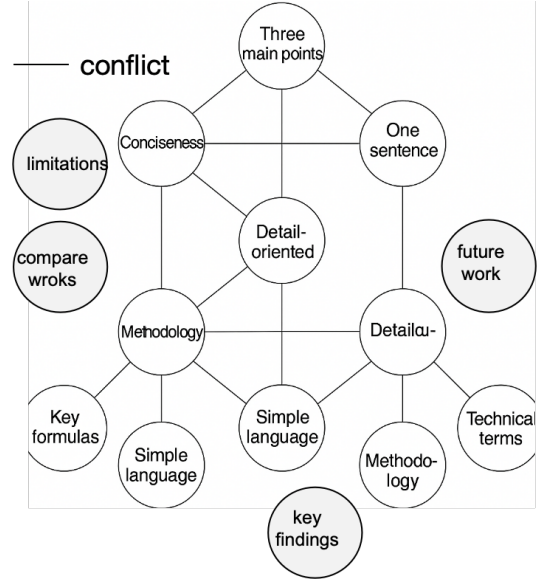 Three
main points
conflict
Conciseness
One
sentence
limitations
Detail-
oriented
compare
wroks
future
work
Methodology
Detailɑu-
Key
formulas
Simple
language
Simple
language
Methodo-
logy
Technical
terms
key
findings